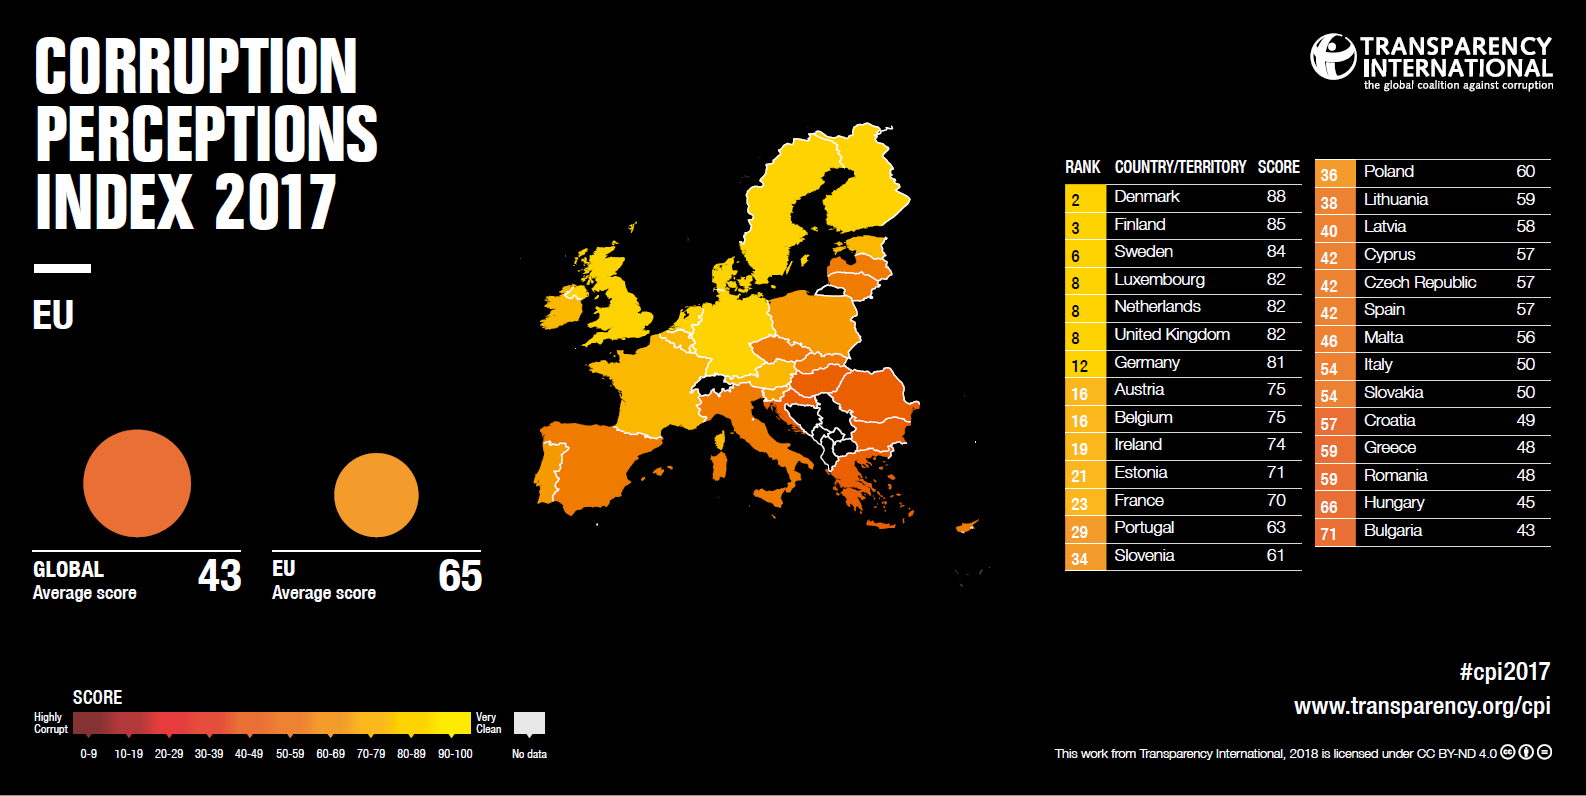 CORRUPTION
PERCEPTIONS
INDEX 2017
EU
TRANSPARENCY
INTERNATIONAL
the global coalition against corruption
GLOBAL
Average score
43
EU
Average score
65
RANK COUNTRY/TERRITORY SCORE
2 Denmark 88
3 Finland 85
6 Sweden 84
8 Luxembourg 82
8 Netherlands 82
8 United Kingdom 82
12 Germany 81
16 Austria 75
16 Belgium 75
19 Ireland 74
21 Estonia 71
23 France 70
29 Portugal 63
34 Slovenia 61
36 Poland 60
38 Lithuania 59
40 Latvia 58
42 Cyprus 57
42 Czech Republic 57
42 Spain 57
46 Malta 56
54 Italy 50
54 Slovakia 50
57 Croatia 49
59 Greece 48
59 Romania 48
66 Hungary 45
71 Bulgaria 43
SCORE
Highly
Corrupt
Very
Clean
0-9 10-19 20-29 30-39 40-49 50-59 60-69 70-79 80-89 90-100 No data
#cpi2017
www.transparency.org/cpi
This work from Transparency International, 2018 is licensed under CC BY-ND 4.0